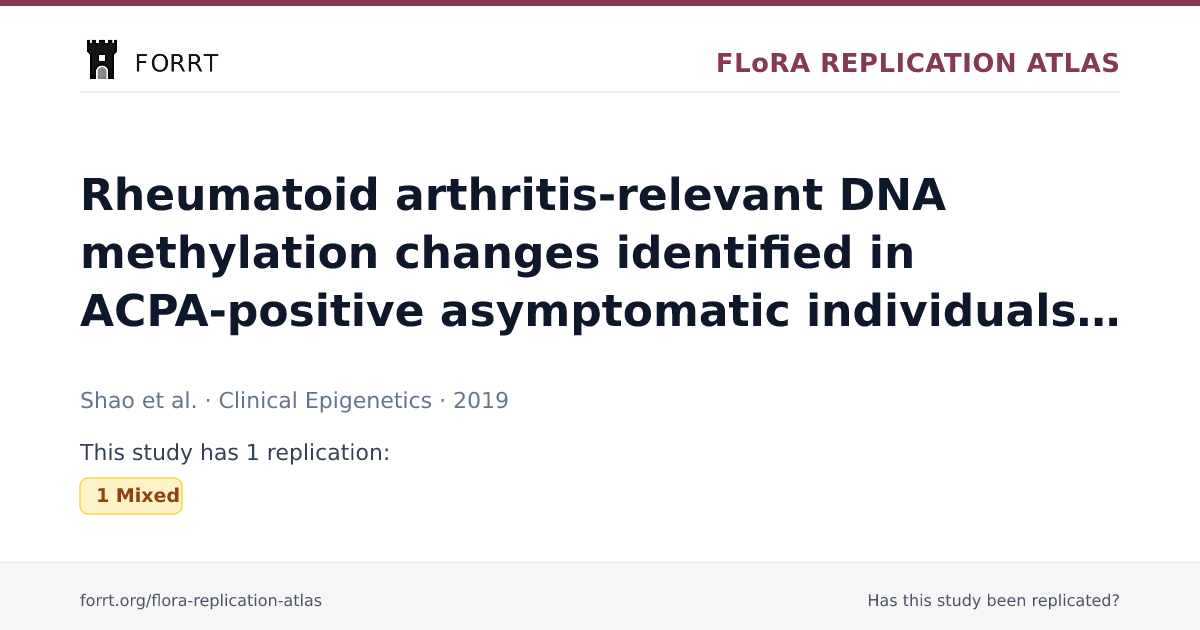 FORRT
FLoRA REPLICATION ATLAS
Rheumatoid arthritis-relevant DNA
methylation changes identified in
ACPA-positive asymptomatic individuals…
Shao et al. · Clinical Epigenetics · 2019
This study has 1 replication:
1 Mixed
forrt.org/flora-replication-atlas
Has this study been replicated?